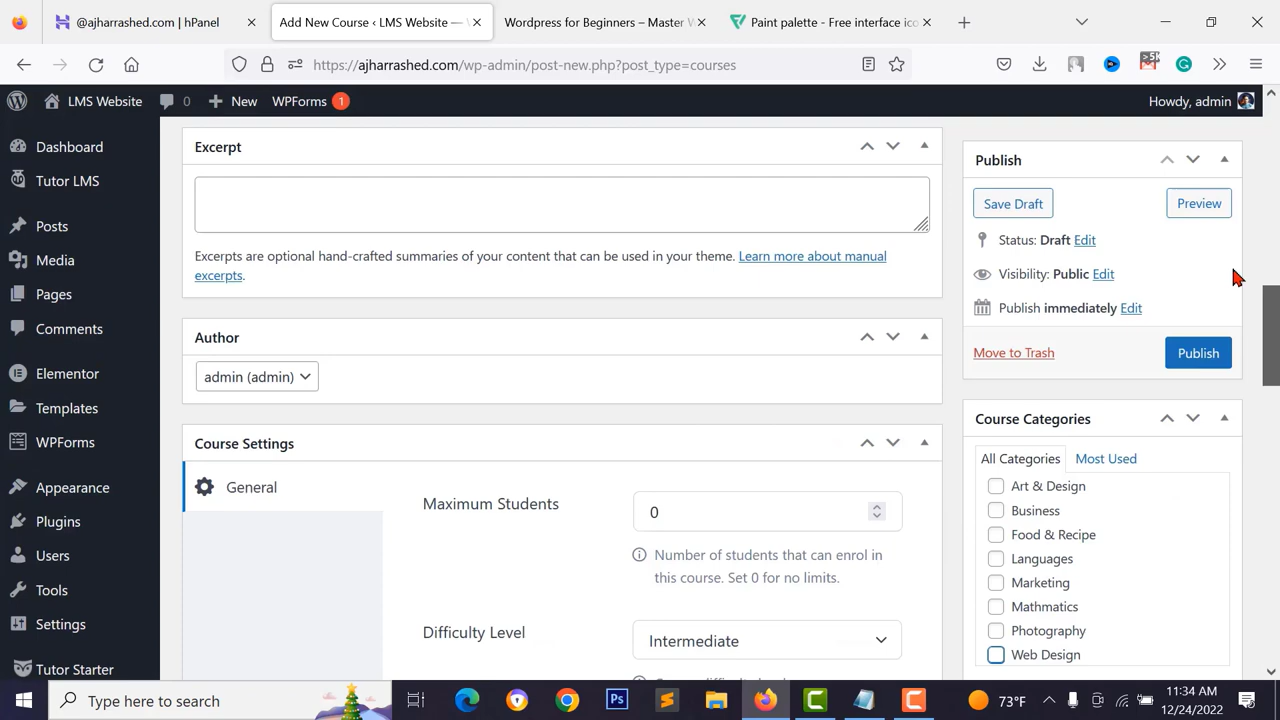 @ajharrashed.com | hPanel
Add New Course ‹ LMS Website —
Wordpress for Beginners – Master W
Paint palette - Free interface ico
https://ajharrashed.com/wp-admin/post-new.php?post_type=courses
LMS Website
0
New
WPForms 1
Howdy, admin
Dashboard
Tutor LMS
Posts
Media
Pages
Comments
Elementor
Templates
WPForms
Appearance
Plugins
Users
Tools
Settings
Tutor Starter
Excerpt
Excerpts are optional hand-crafted summaries of your content that can be used in your theme. Learn more about manual
excerpts.
Author
admin (admin)
Course Settings
General
Maximum Students
0
Number of students that can enrol in
this course. Set 0 for no limits.
Difficulty Level
Intermediate
Publish
Save Draft
Preview
Status: Draft Edit
Visibility: Public Edit
Publish immediately Edit
Move to Trash
Publish
Course Categories
All Categories
Most Used
Art & Design
Business
Food & Recipe
Languages
Marketing
Mathmatics
Photography
Web Design
Type here to search
Ps
73°F
11:34 AM
12/24/2022